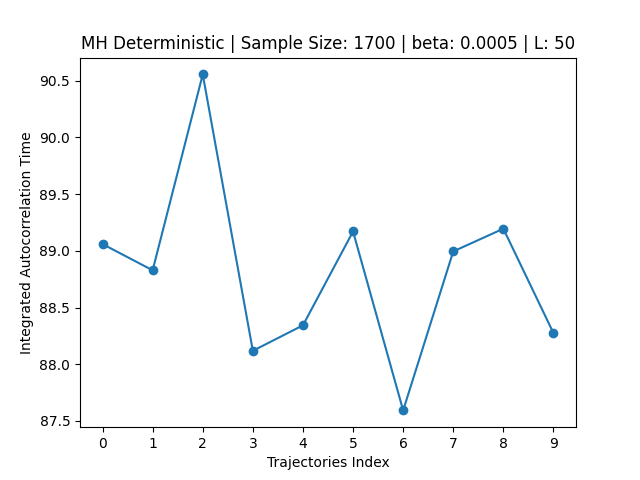 MH Deterministic | Sample Size: 1700 | beta: 0.0005 | L: 50
Integrated Autocorrelation Time
90.5
90.0
89.5
89.0
88.5
88.0
87.5
0 1 2 3 4 5 6 7 8 9
Trajectories Index